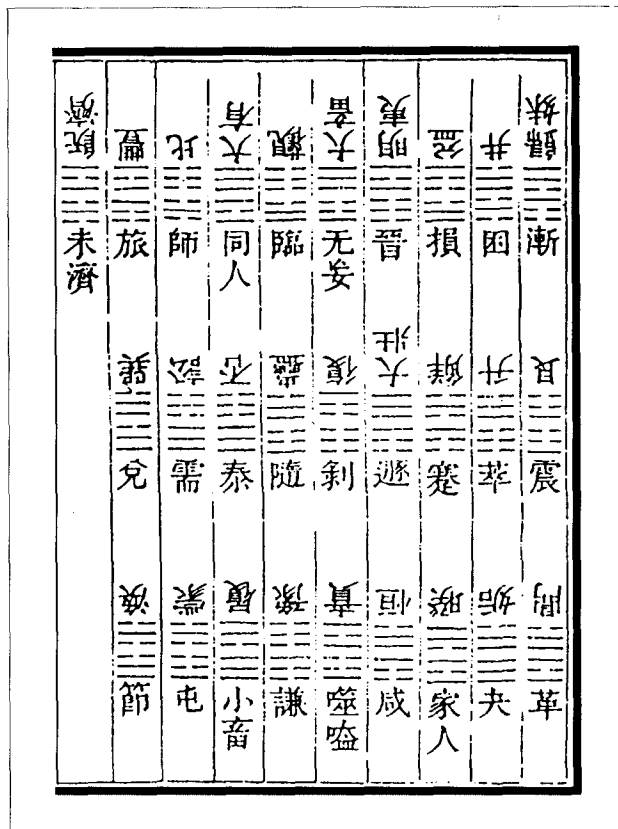 歸妹 漸 艮 震 鼎 革
井 困 升 萃 姤 夬
益 損 解 蹇 睽 家人
明夷 晉 大壯 遯 恒 咸
大畜 无妄 復 剝 賁 噬嗑
觀 臨 蠱 隨 豫 謙
大有 同人 否 泰 履 小畜
比 師 訟 需 蒙 屯
豐 旅 巽 兌 渙 節
既濟 未濟